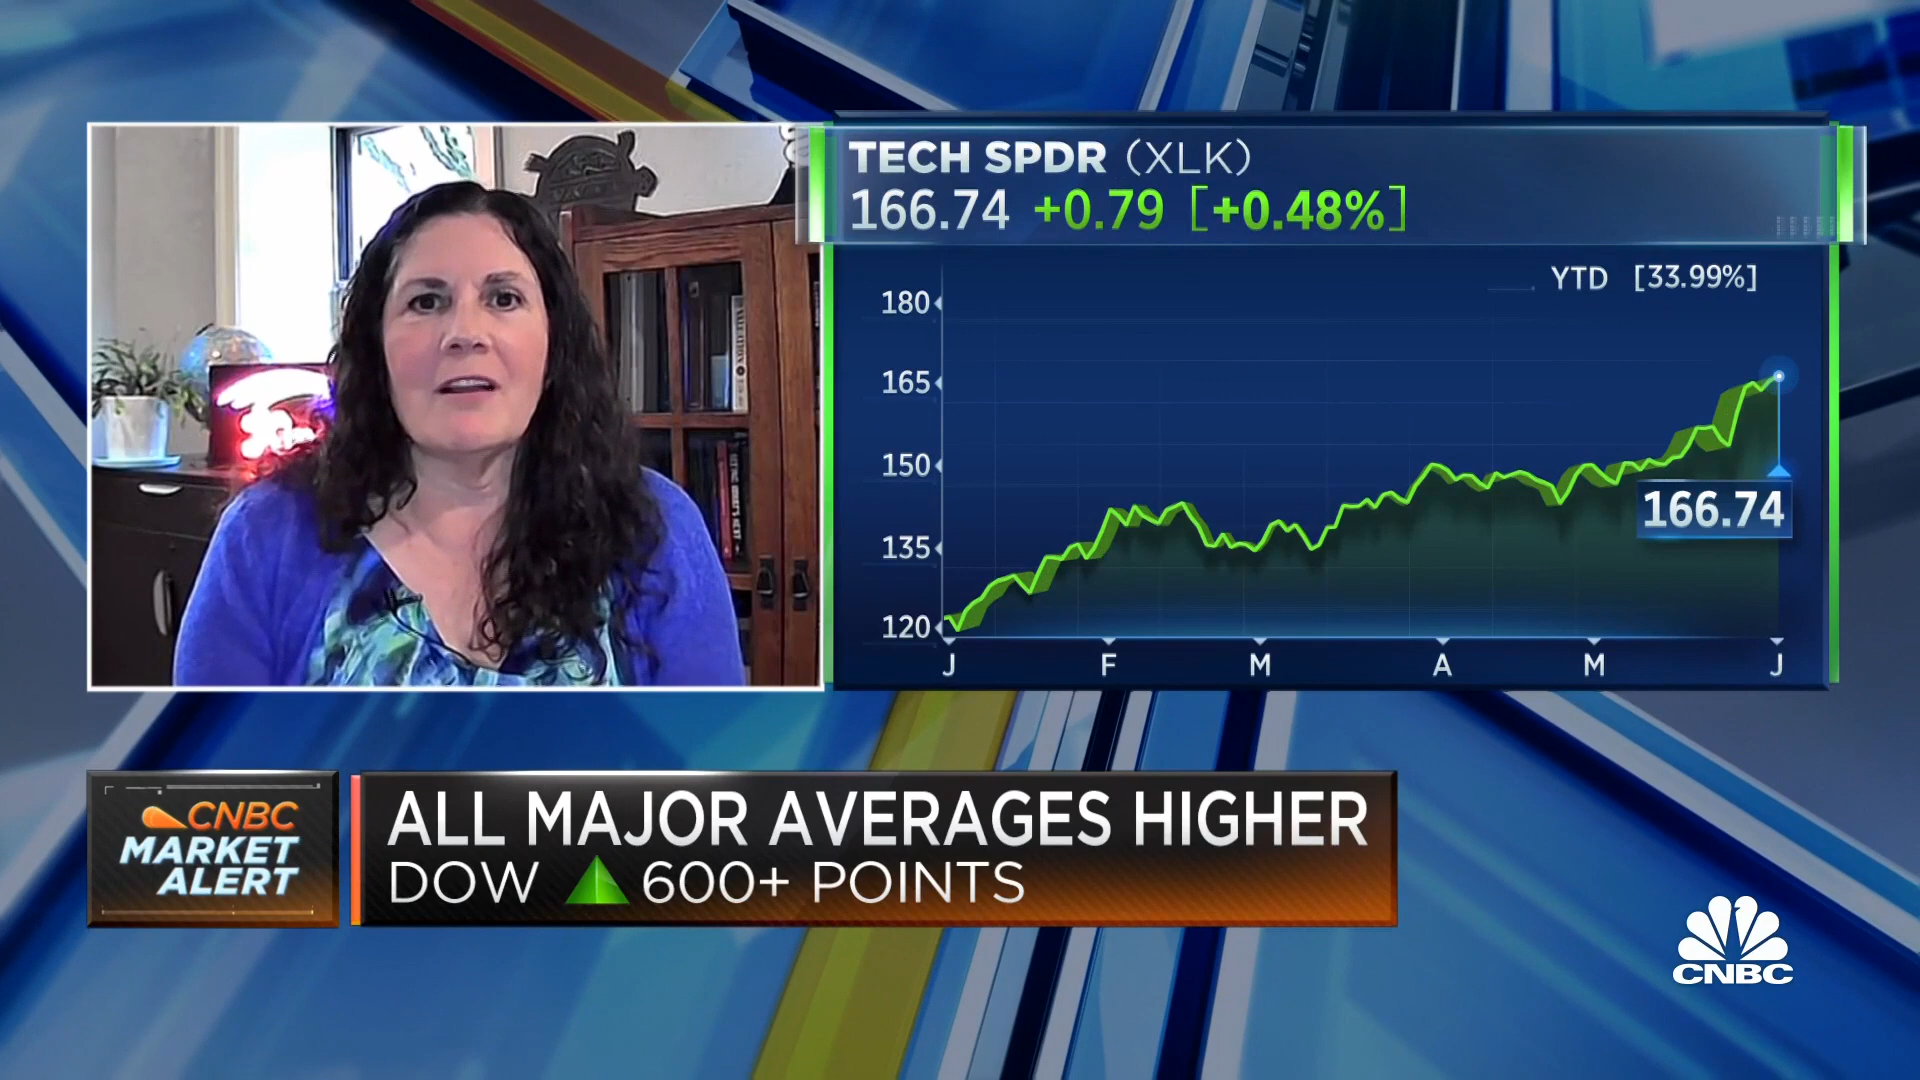 TECH SPDR (XLK)
166.74 +0.79 [+0.48%]
YTD [33.99%]
180
165
150
135
120
166.74
J F M A M J
CNBC
MARKET
ALERT
ALL MAJOR AVERAGES HIGHER
DOW 600+ POINTS
CNBC